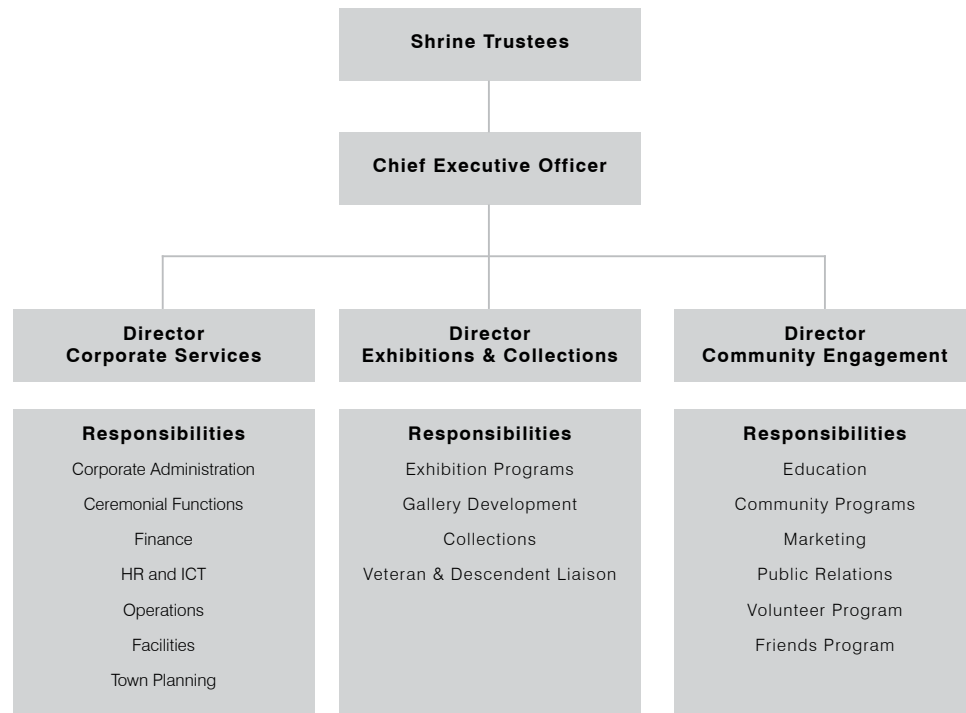 Shrine Trustees
Chief Executive Officer
Director
Corporate Services
Director
Exhibitions & Collections
Director
Community Engagement
Responsibilities
Corporate Administration
Ceremonial Functions
Finance
HR and ICT
Operations
Facilities
Town Planning
Responsibilities
Exhibition Programs
Gallery Development
Collections
Veteran & Descendent Liaison
Responsibilities
Education
Community Programs
Marketing
Public Relations
Volunteer Program
Friends Program